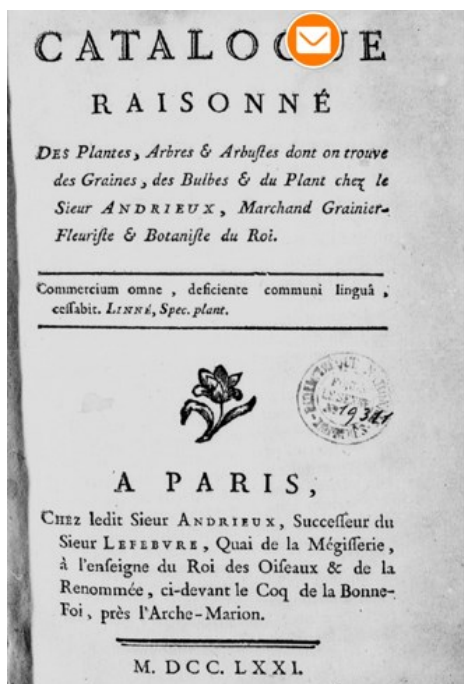 CATALOGUE
RAISONNÉ
DES Plantes, Arbres & Arbuſtes dont on trouve
des Graines, des Bulbes & du Plant chez le
Sieur ANDRIEUX, Marchand Grainier-
Fleuriſte & Botaniſte du Roi.
Commercium omne, deficiente communi linguâ,
ceſſabit. LINNÉ, Spec. plant.
A PARIS,
CHEZ ledit Sieur ANDRIEUX, Succeſſeur du
Sieur LEFEBVRE, Quai de la Mégiſſerie,
à l'enſeigne du Roi des Oiſeaux & de la
Renommée, ci-devant le Coq de la Bonne-
Foi, près l'Arche-Marion.
M. DCC. LXXI.